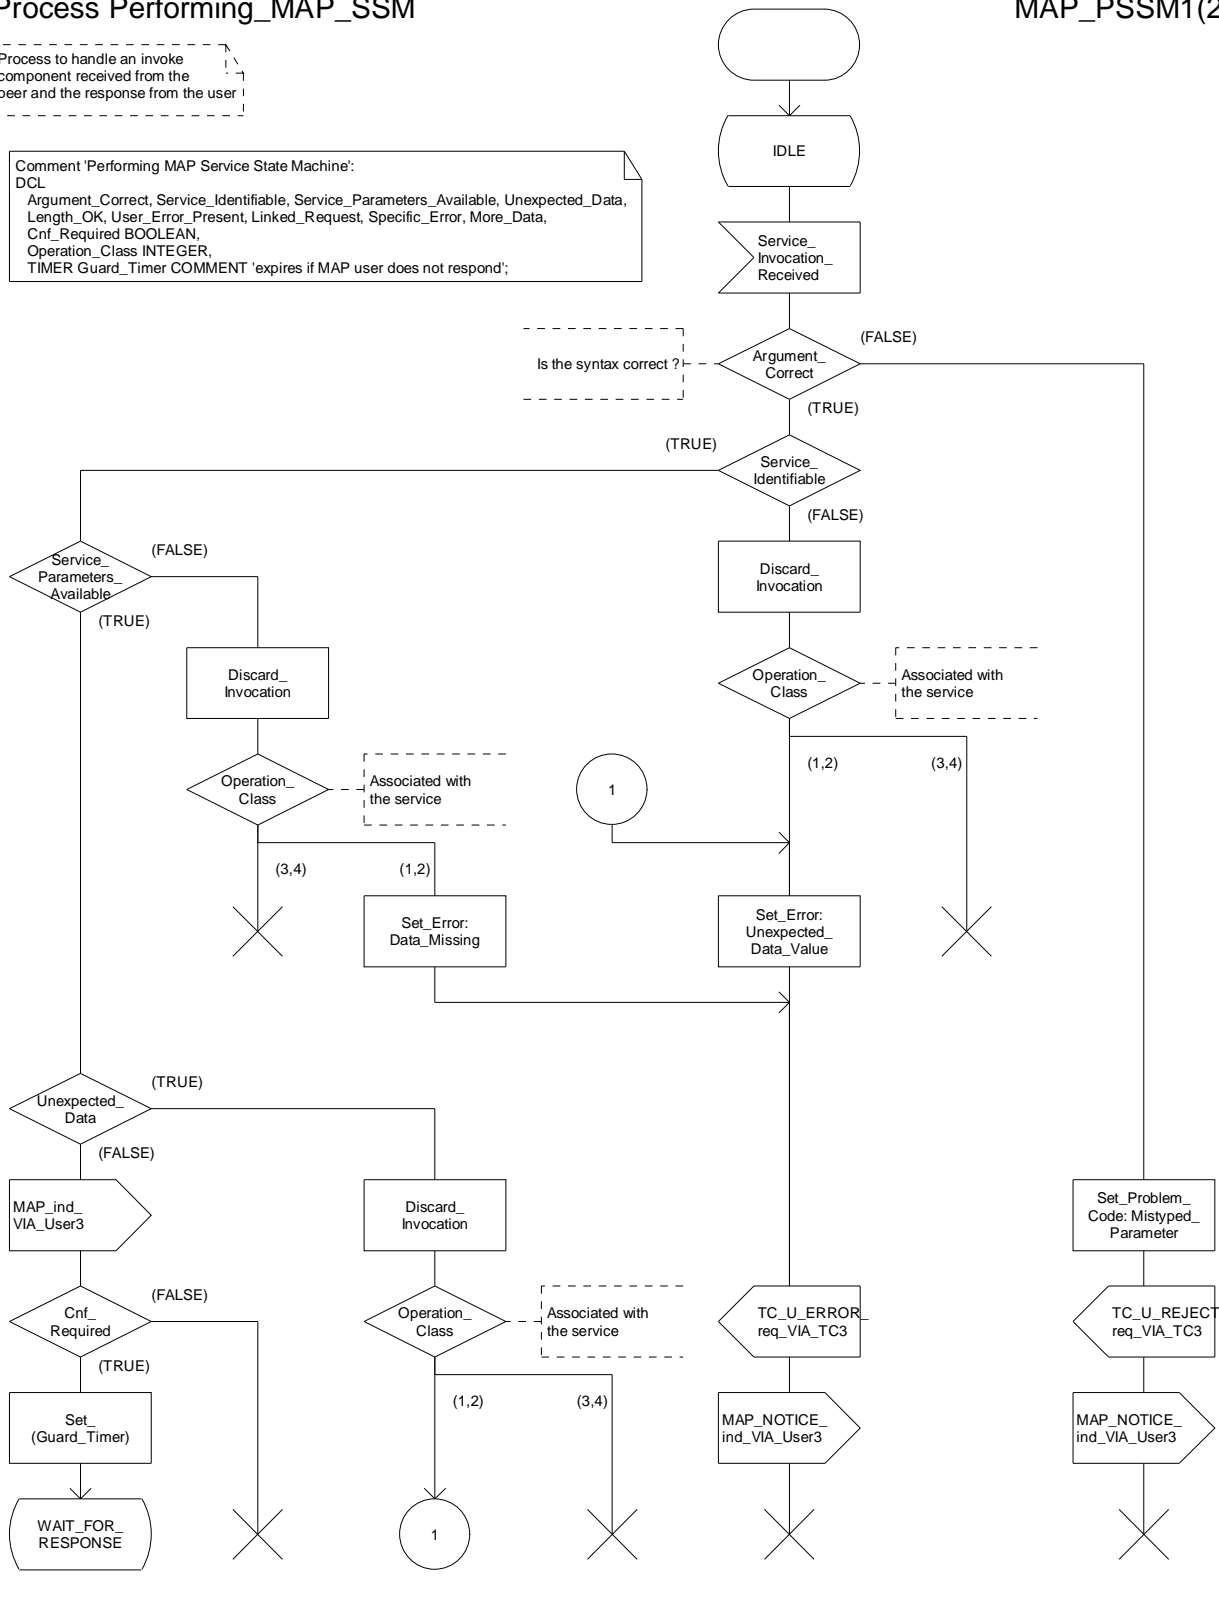 Process Performing_MAP_SSM
MAP_PSSM1(2
Process to handle an invoke
component received from the
peer and the response from the user
Comment 'Performing MAP Service State Machine':
DCL
Argument_Correct, Service_Identifiable, Service_Parameters_Available, Unexpected_Data,
Length_OK, User_Error_Present, Linked_Request, Specific_Error, More_Data,
Cnf_Required BOOLEAN,
Operation_Class INTEGER,
TIMER Guard_Timer COMMENT 'expires if MAP user does not respond';
IDLE
Service_
Invocation_
Received
Is the syntax correct ?
Argument_
Correct
(FALSE)
(TRUE)
(TRUE)
Service_
Identifiable
(FALSE)
Service_
Parameters_
Available
(FALSE)
(TRUE)
Discard_
Invocation
Discard_
Invocation
Operation_
Class
Associated with
the service
(1,2)
(3,4)
Operation_
Class
Associated with
the service
1
(3,4)
(1,2)
Set_Error:
Data_Missing
Set_Error:
Unexpected_
Data_Value
Unexpected_
Data
(TRUE)
(FALSE)
MAP_ind_
VIA_User3
Discard_
Invocation
Set_Problem_
Code: Mistyped_
Parameter
Cnf_
Required
(FALSE)
(TRUE)
Operation_
Class
Associated with
the service
TC_U_ERROR_
req_VIA_TC3
TC_U_REJECT
req_VIA_TC3
(1,2)
(3,4)
Set_
(Guard_Timer)
MAP_NOTICE_
ind_VIA_User3
MAP_NOTICE_
ind_VIA_User3
WAIT_FOR_
RESPONSE
1